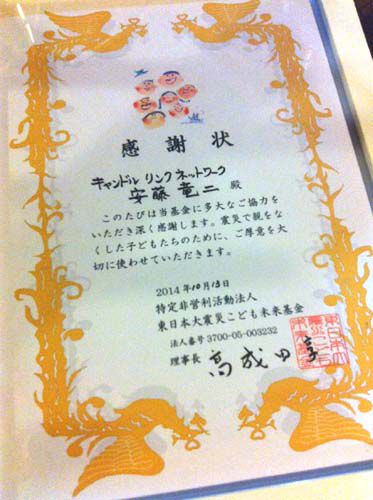 感謝状
キャンドル リンク ネットワーク
安藤 竜二 殿
このたびは当基金に多大なご協力を
いただき深く感謝します。震災で親をな
くした子どもたちのために、ご厚意を大
切に使わせていただきます。
2014年10月13日
特定非営利活動法人
東日本大震災こども未来基金
法人番号 3700-05-003232
理事長 高成田 享